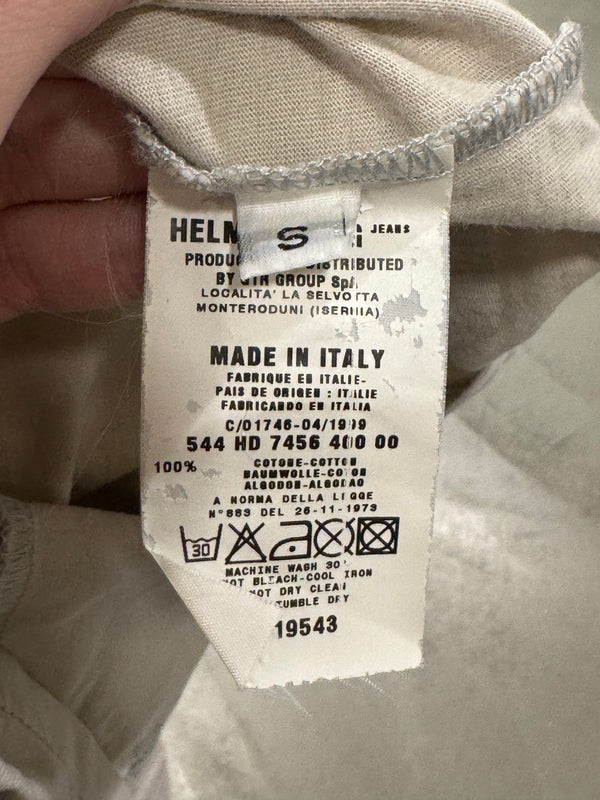 S
HELM JEANS
PRODU DISTRIBUTED
BY GTR GROUP SpA
LOCALITA' LA SELVOTTA
MONTERODUNI (ISERNIA)
MADE IN ITALY
FABRIQUE EN ITALIE-
PAIS DE ORIGEN : ITALIE
FABRICANDO EN ITALIA
C/01746-04/1999
544 HD 7456 400 00
100% COTONE-COTTON
BAUMWOLLE-COTON
ALGODON-ALGODAO
A NORMA DELLA LEGGE
N°883 DEL 26-11-1973
30
MACHINE WASH 30°
NOT BLEACH-COOL IRON
NOT DRY CLEAN
TUMBLE DRY
19543